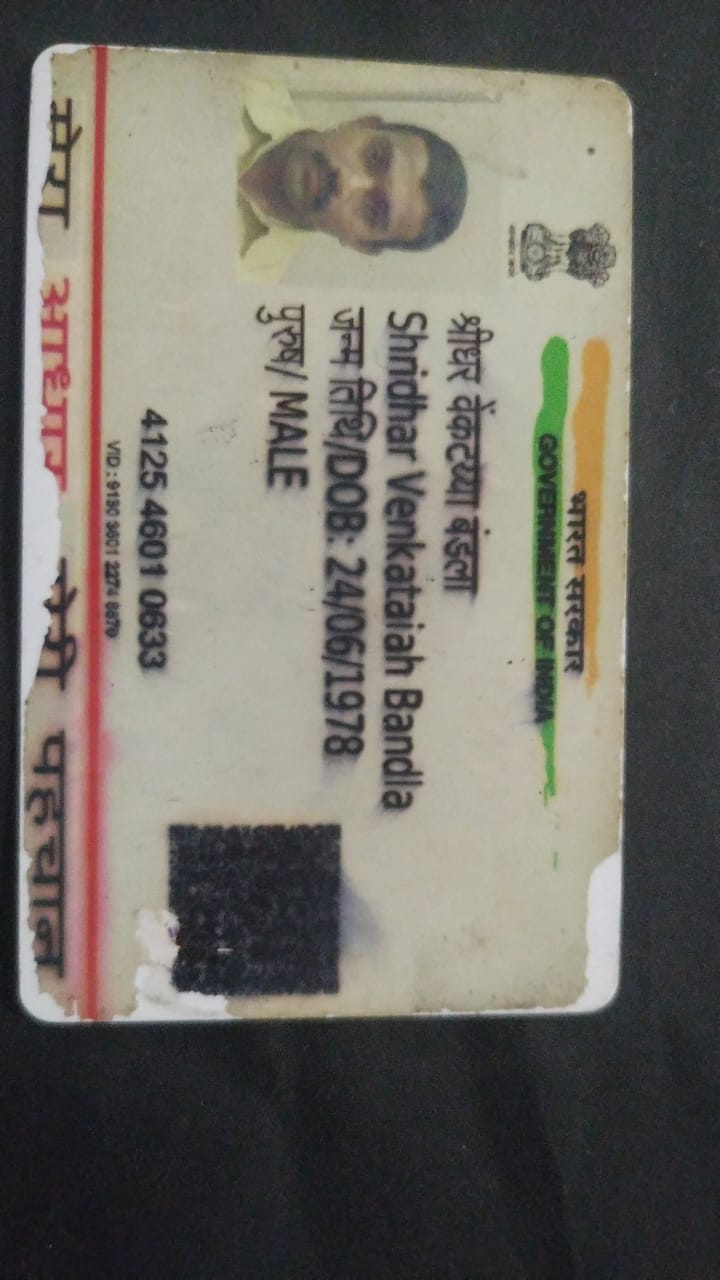 भारत सरकार
GOVERNMENT OF INDIA
श्रीधर वेंकटय्या बंडला
Shridhar Venkataiah Bandla
जन्म तिथि/DOB: 24/06/1978
पुरुष/ MALE
4125 4601 0633
मेरा आधार मेरी पहचान